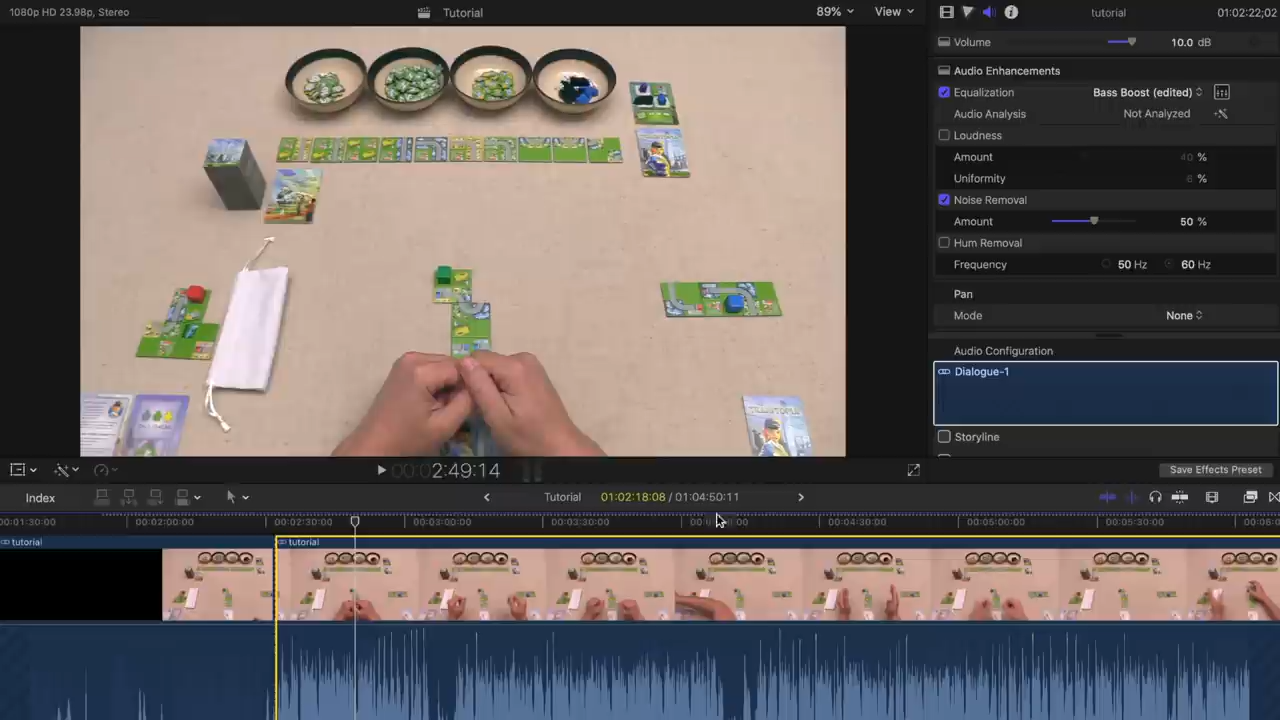 1080p HD 23.98p, Stereo
Tutorial
89%
View
tutorial
01:02:22;02
Volume
10.0 dB
Audio Enhancements
Equalization
Bass Boost (edited)
Audio Analysis
Not Analyzed
Loudness
Amount
40 %
Uniformity
6 %
Noise Removal
Amount
50 %
Hum Removal
Frequency
50 Hz
60 Hz
Pan
Mode
None
Audio Configuration
Dialogue-1
Storyline
00:00:2:49:14
Save Effects Preset
Index
Tutorial
01:02:18:08 / 01:04:50:11
00:01:30:00
00:02:00:00
00:02:30:00
00:03:00:00
00:03:30:00
00:04:30:00
00:05:00:00
00:05:30:00
tutorial
tutorial